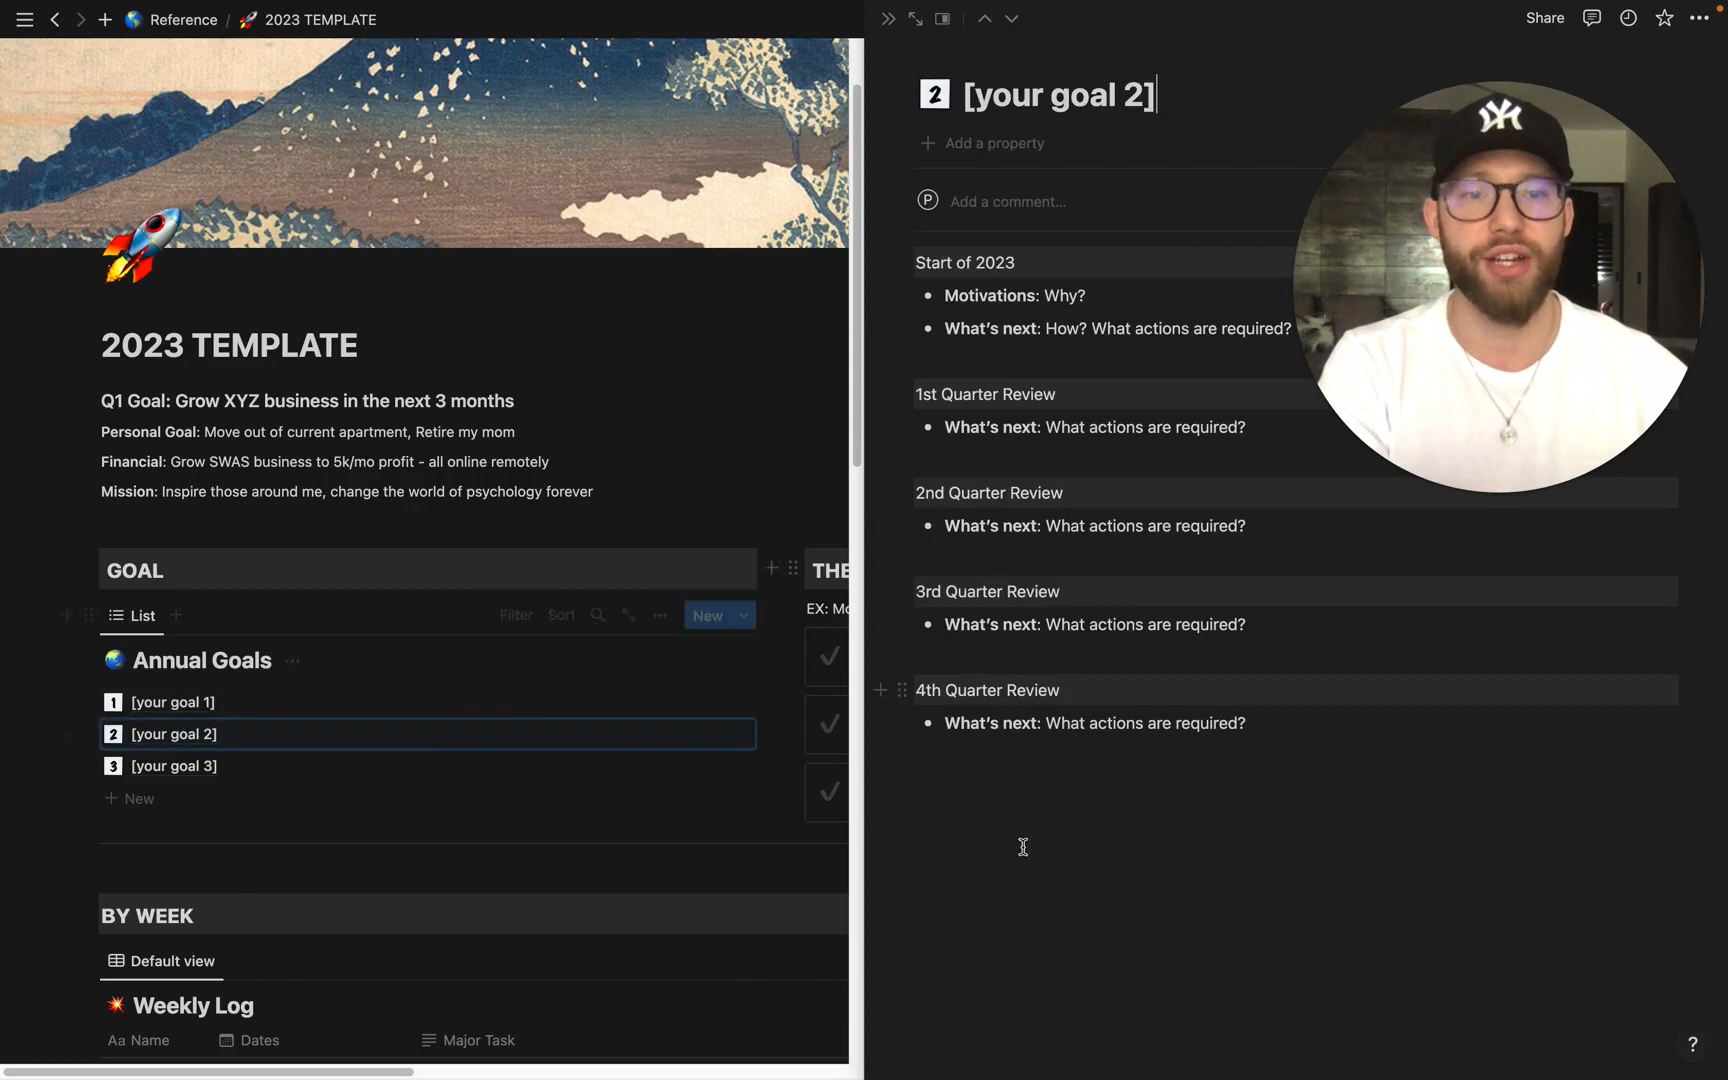 Reference / 2023 TEMPLATE
2023 TEMPLATE
Q1 Goal: Grow XYZ business in the next 3 months
Personal Goal: Move out of current apartment, Retire my mom
Financial: Grow SWAS business to 5k/mo profit - all online remotely
Mission: Inspire those around me, change the world of psychology forever
GOAL
List
Filter Sort New
Annual Goals
1 [your goal 1]
2 [your goal 2]
3 [your goal 3]
New
THE
EX: Mo
BY WEEK
Default view
Weekly Log
Aa Name Dates Major Task
Share
2 [your goal 2]
Add a property
P Add a comment...
Start of 2023
• Motivations: Why?
• What's next: How? What actions are required?
1st Quarter Review
• What's next: What actions are required?
2nd Quarter Review
• What's next: What actions are required?
3rd Quarter Review
• What's next: What actions are required?
4th Quarter Review
• What's next: What actions are required?
?
NY